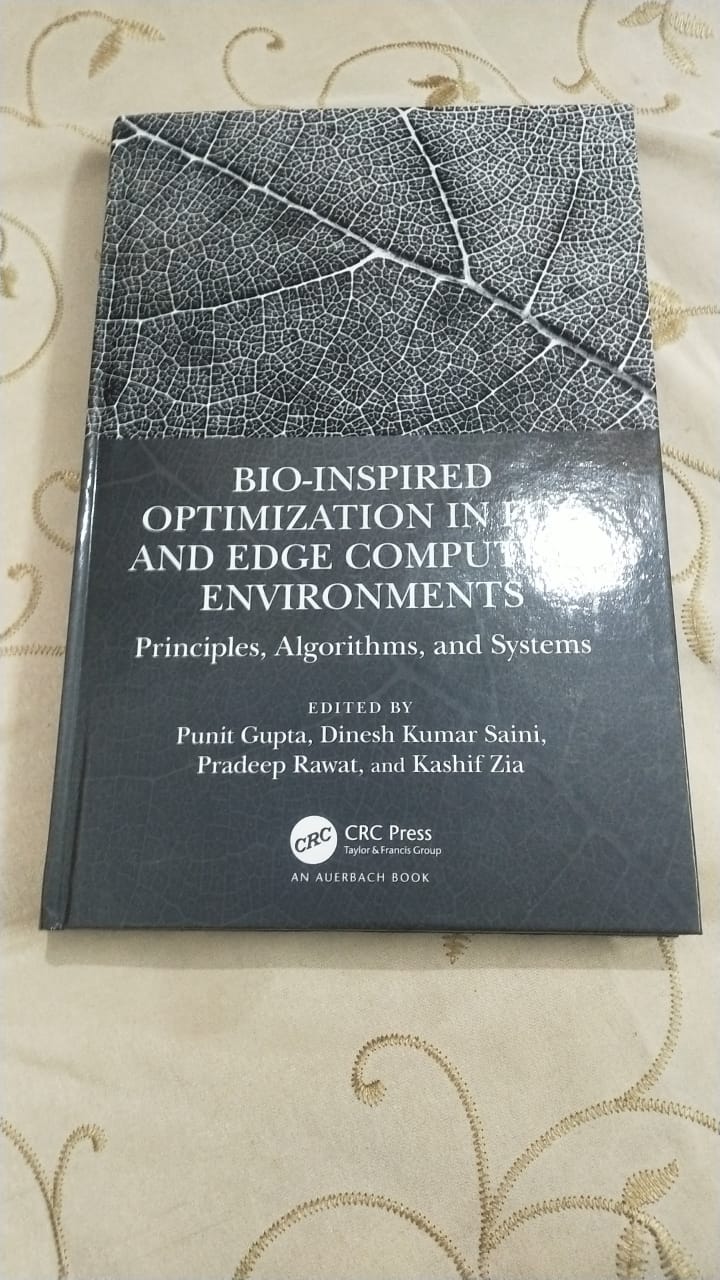 BIO-INSPIRED
OPTIMIZATION IN
AND EDGE
ENVIRONMENTS
Principles, Algorithms, and Systems
EDITED BY
Punit Gupta, Dinesh Kumar Saini,
Pradeep Rawat, and Kashif Zia
CRC CRC Press
Taylor & Francis Group
AN AUERBACH BOOK